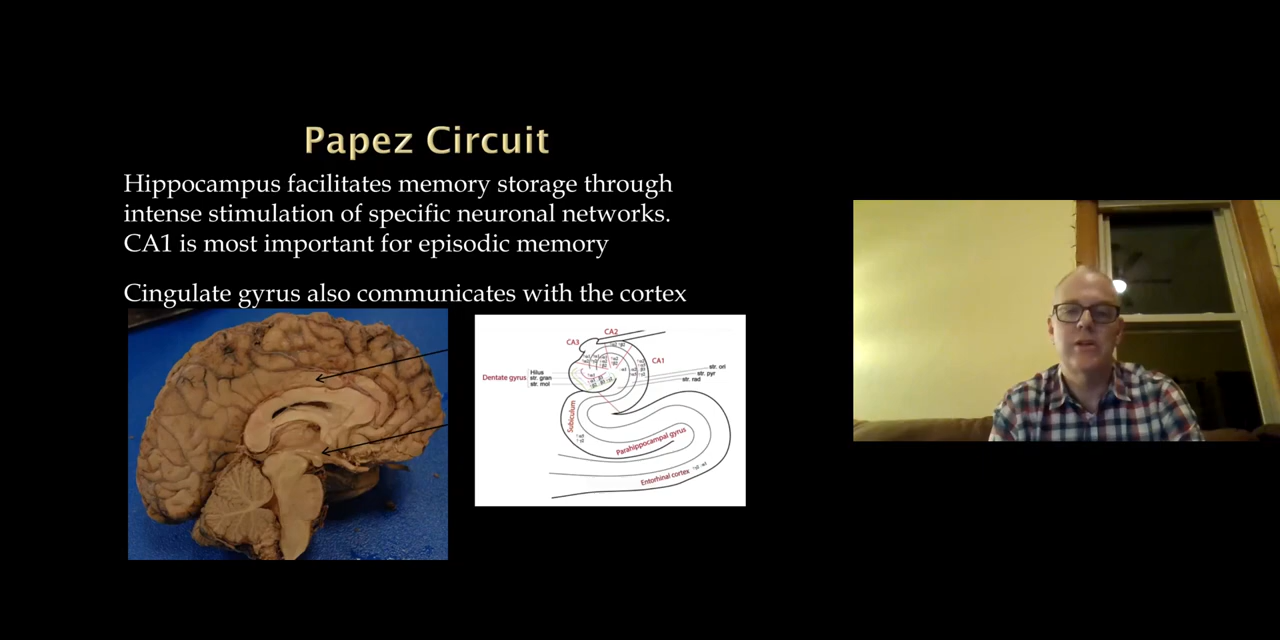 Papez Circuit
Hippocampus facilitates memory storage through
intense stimulation of specific neuronal networks.
CA1 is most important for episodic memory
Cingulate gyrus also communicates with the cortex
CA2
CA3
CA1
Dentate gyrus
Hilus
str. gran
str. mol
str. ori
str. pyr
str. rad
Subiculum
Parahippocampal gyrus
Entorhinal cortex